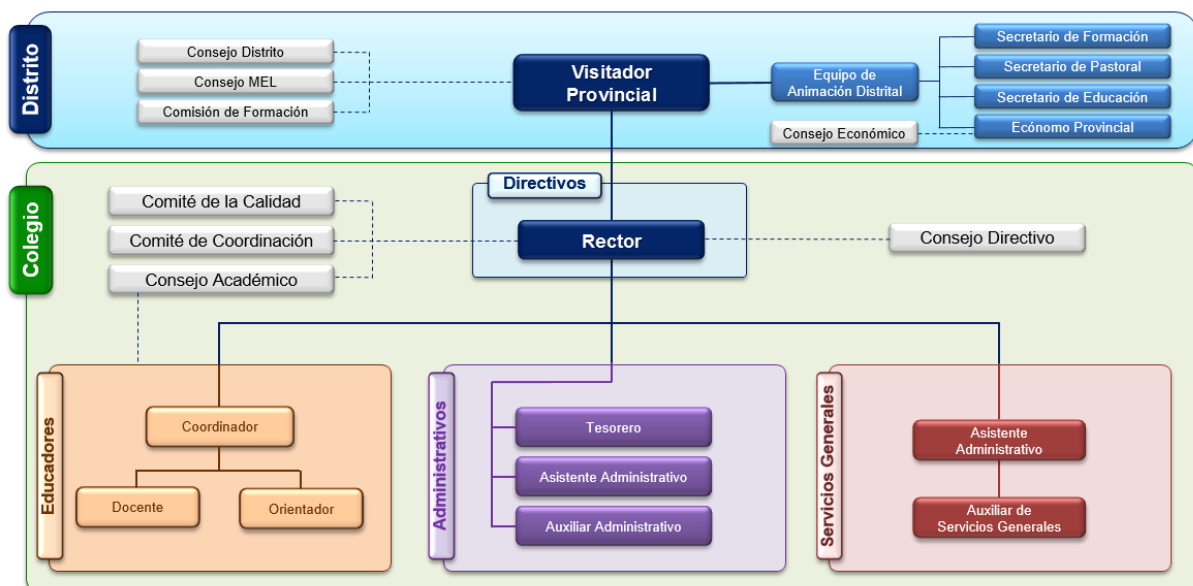 Distrito
Consejo Distrito
Consejo MEL
Comisión de Formación
Visitador
Provincial
Equipo de
Animación Distrital
Consejo Económico
Secretario de Formación
Secretario de Pastoral
Secretario de Educación
Ecónomo Provincial
Colegio
Comité de la Calidad
Comité de Coordinación
Consejo Académico
Directivos
Rector
Consejo Directivo
Educadores
Coordinador
Docente
Orientador
Administrativos
Tesorero
Asistente Administrativo
Auxiliar Administrativo
Servicios Generales
Asistente
Administrativo
Auxiliar de
Servicios Generales